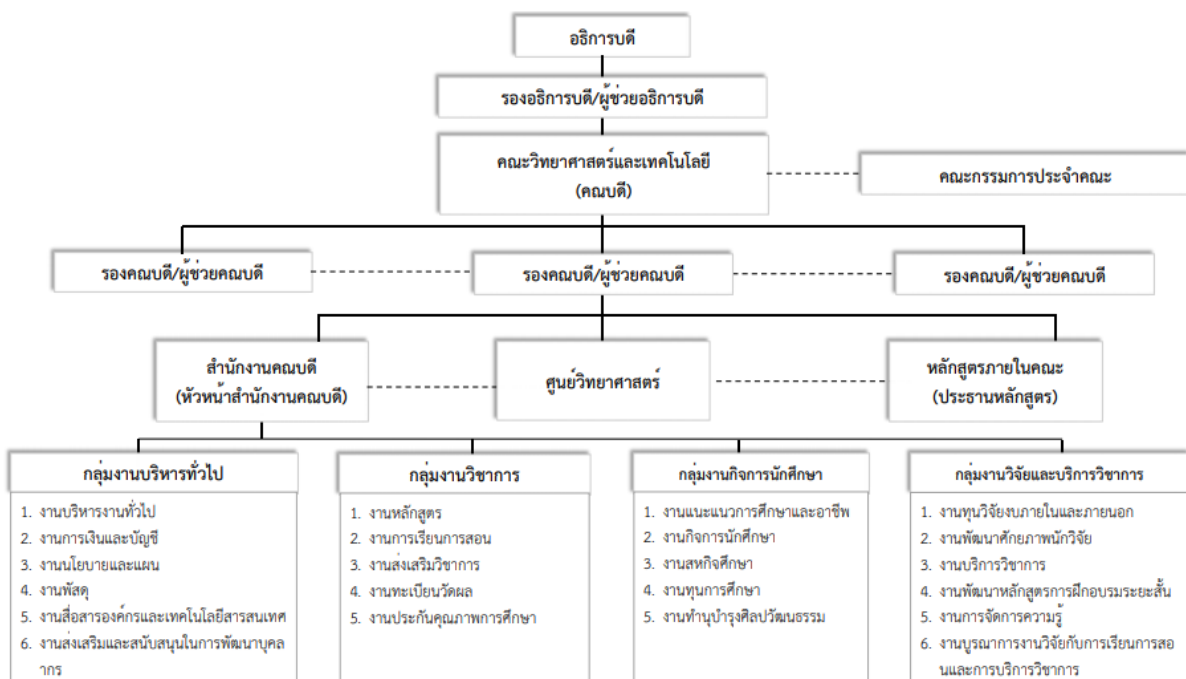 อธิการบดี
รองอธิการบดี/ผู้ช่วยอธิการบดี
คณะวิทยาศาสตร์และเทคโนโลยี
(คณบดี)
คณะกรรมการประจำคณะ
รองคณบดี/ผู้ช่วยคณบดี
รองคณบดี/ผู้ช่วยคณบดี
รองคณบดี/ผู้ช่วยคณบดี
สำนักงานคณบดี
(หัวหน้าสำนักงานคณบดี)
ศูนย์วิทยาศาสตร์
หลักสูตรภายในคณะ
(ประธานหลักสูตร)
กลุ่มงานบริหารทั่วไป
1. งานบริหารงานทั่วไป
2. งานการเงินและบัญชี
3. งานนโยบายและแผน
4. งานพัสดุ
5. งานสื่อสารองค์กรและเทคโนโลยีสารสนเทศ
6. งานส่งเสริมและสนับสนุนในการพัฒนาบุคล
ากร
กลุ่มงานวิชาการ
1. งานหลักสูตร
2. งานการเรียนการสอน
3. งานส่งเสริมวิชาการ
4. งานทะเบียนวัดผล
5. งานประกันคุณภาพการศึกษา
กลุ่มงานกิจการนักศึกษา
1. งานแนะแนวการศึกษาและอาชีพ
2. งานกิจการนักศึกษา
3. งานสหกิจศึกษา
4. งานทุนการศึกษา
5. งานทำนุบำรุงศิลปวัฒนธรรม
กลุ่มงานวิจัยและบริการวิชาการ
1. งานทุนวิจัยงบภายในและภายนอก
2. งานพัฒนาศักยภาพนักวิจัย
3. งานบริการวิชาการ
4. งานพัฒนาหลักสูตรการฝึกอบรมระยะสั้น
5. งานการจัดการความรู้
6. งานบูรณาการงานวิจัยกับการเรียนการสอ
นและการบริการวิชาการ